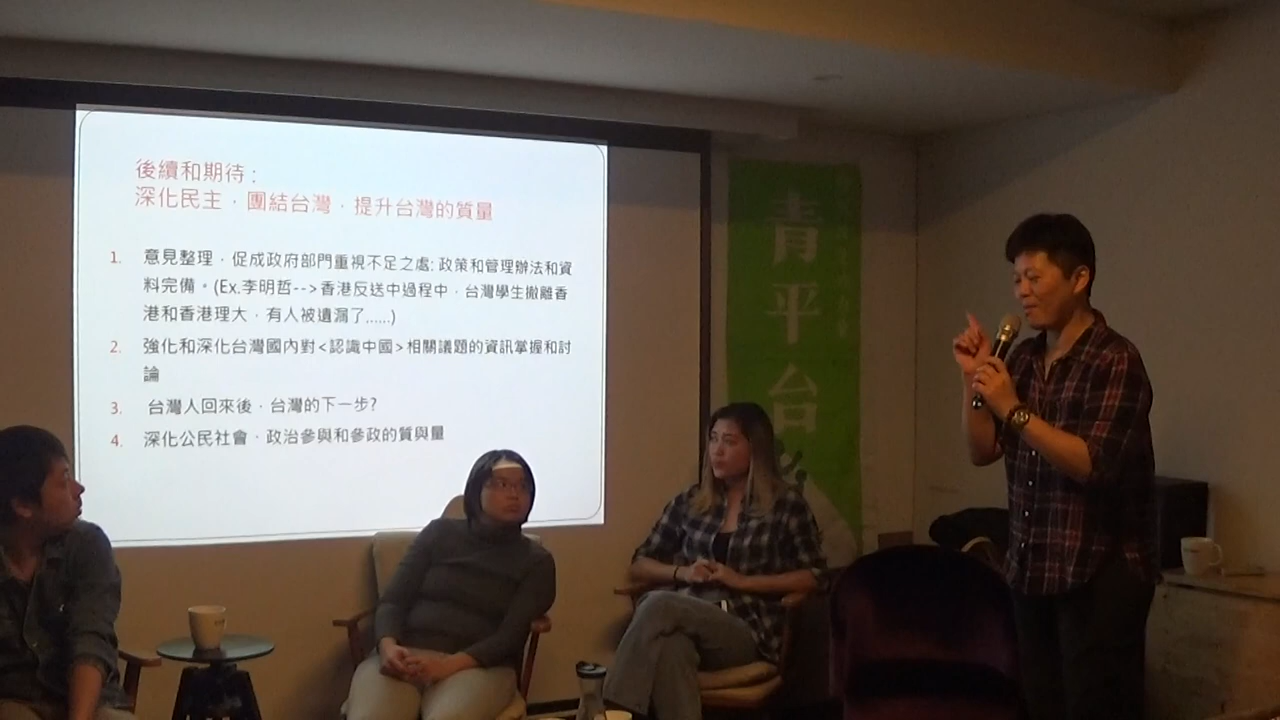 後續和期待：
深化民主，團結台灣，提升台灣的質量
1. 意見整理，促成政府部門重視不足之處: 政策和管理辦法和資
料完備。(Ex.李明哲-->香港反送中過程中，台灣學生撤離香
港和香港理大，有人被遺漏了......)
2. 強化和深化台灣國內對<認識中國>相關議題的資訊掌握和討
論
3. 台灣人回來後，台灣的下一步?
4. 深化公民社會、政治參與和參政的質與量
青平台